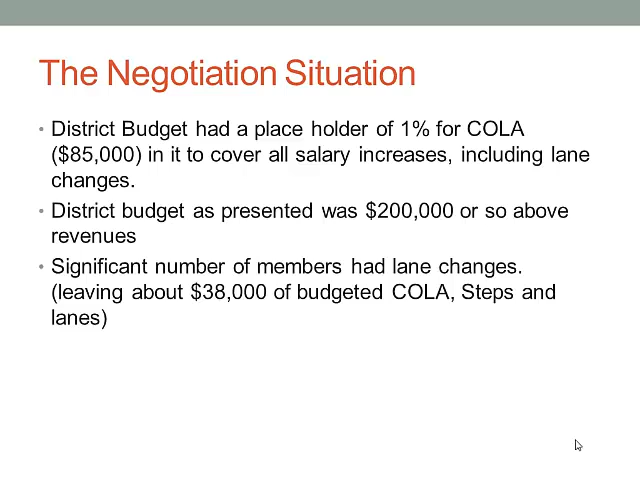 The Negotiation Situation
• District Budget had a place holder of 1% for COLA
($85,000) in it to cover all salary increases, including lane
changes.
• District budget as presented was $200,000 or so above
revenues
• Significant number of members had lane changes.
(leaving about $38,000 of budgeted COLA, Steps and
lanes)